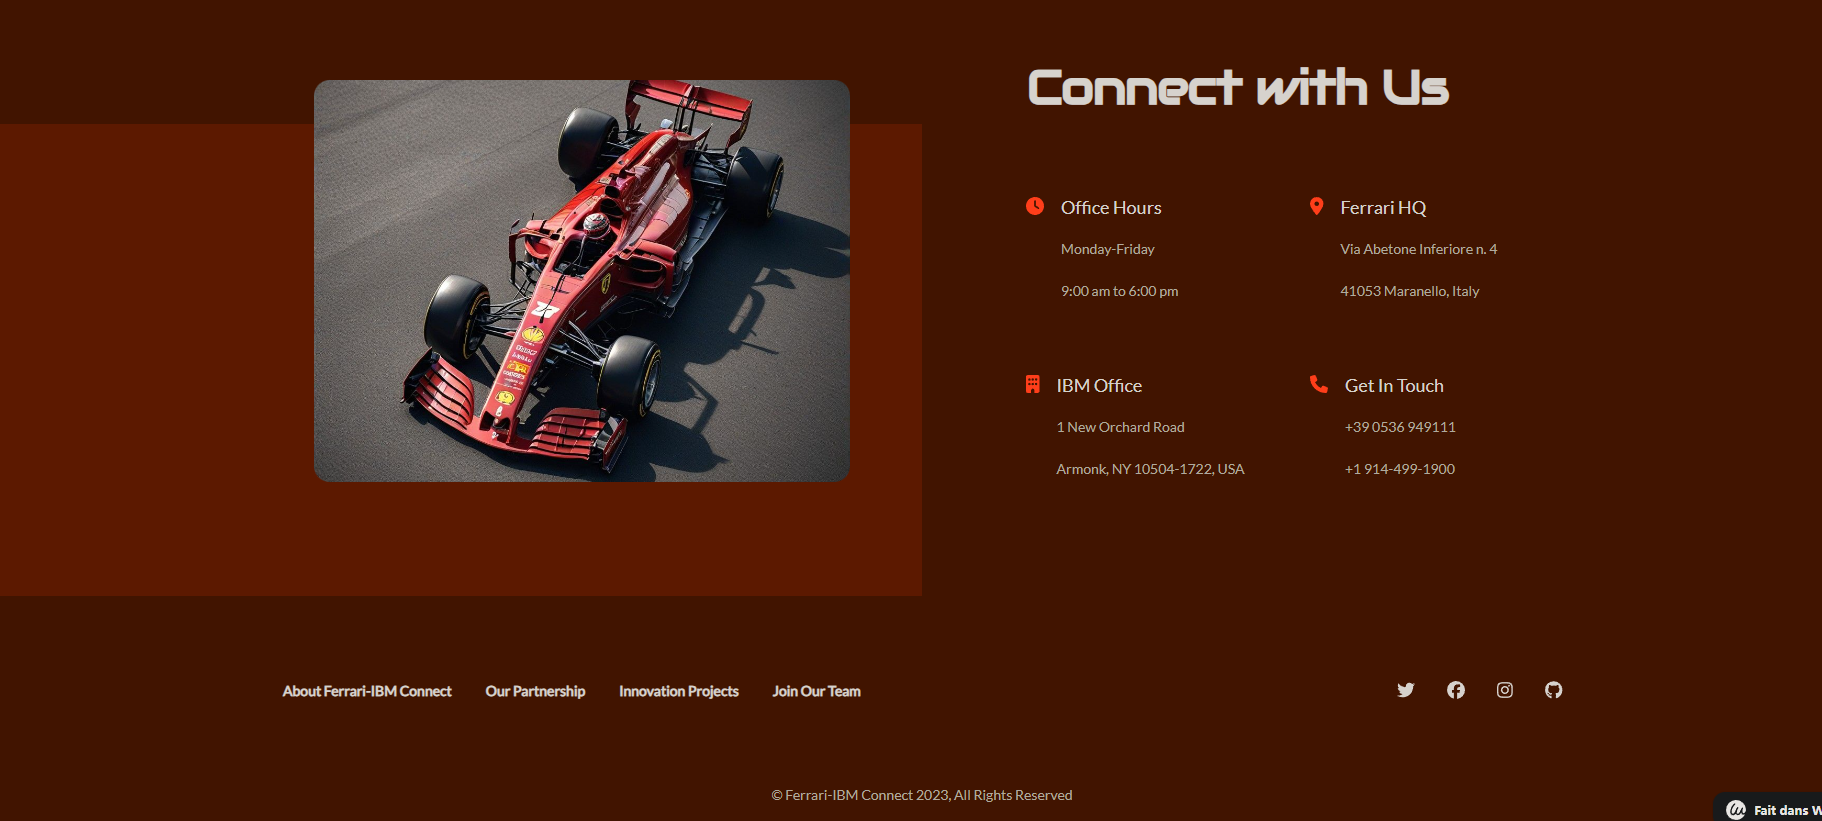 Connect with Us
Office Hours
Monday-Friday
9:00 am to 6:00 pm
Ferrari HQ
Via Abetone Inferiore n. 4
41053 Maranello, Italy
IBM Office
1 New Orchard Road
Armonk, NY 10504-1722, USA
Get In Touch
+39 0536 949111
+1 914-499-1900
About Ferrari-IBM Connect
Our Partnership
Innovation Projects
Join Our Team
© Ferrari-IBM Connect 2023, All Rights Reserved
Fait dans W